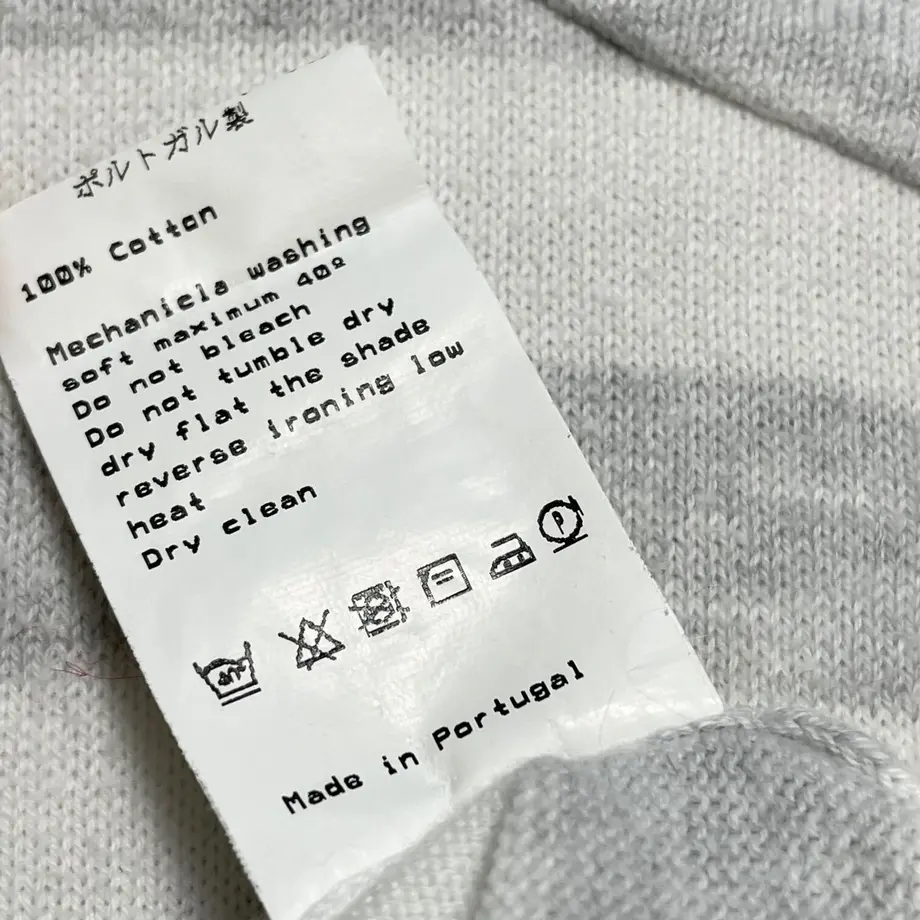 ポルトガル製
100% Cotton
Mechanicla washing
soft maximum 40º
Do not bleach
Do not tumble dry
dry flat the shade
reverse ironing low
heat
Dry clean
P
Made in Portugal